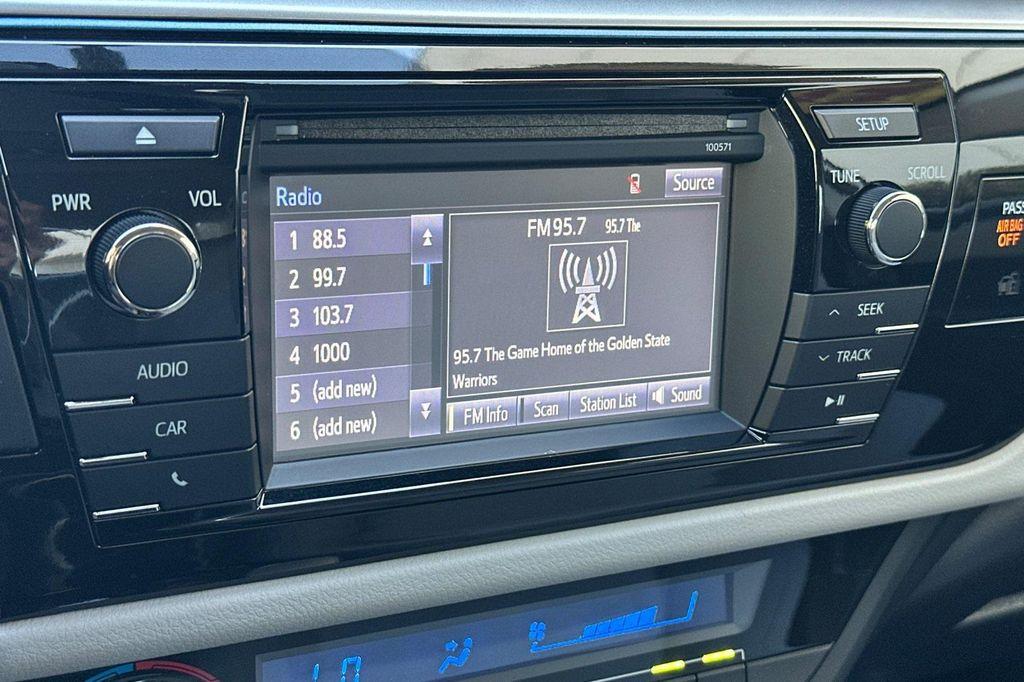 SETUP
100571
PWR
VOL
TUNE
SCROLL
Radio
Source
PASS
AIR BAG
OFF
1 88.5
2 99.7
3 103.7
4 1000
5 (add new)
6 (add new)
FM 95.7 95.7 The
95.7 The Game Home of the Golden State
Warriors
FM Info
Scan
Station List
Sound
SEEK
TRACK
AUDIO
CAR